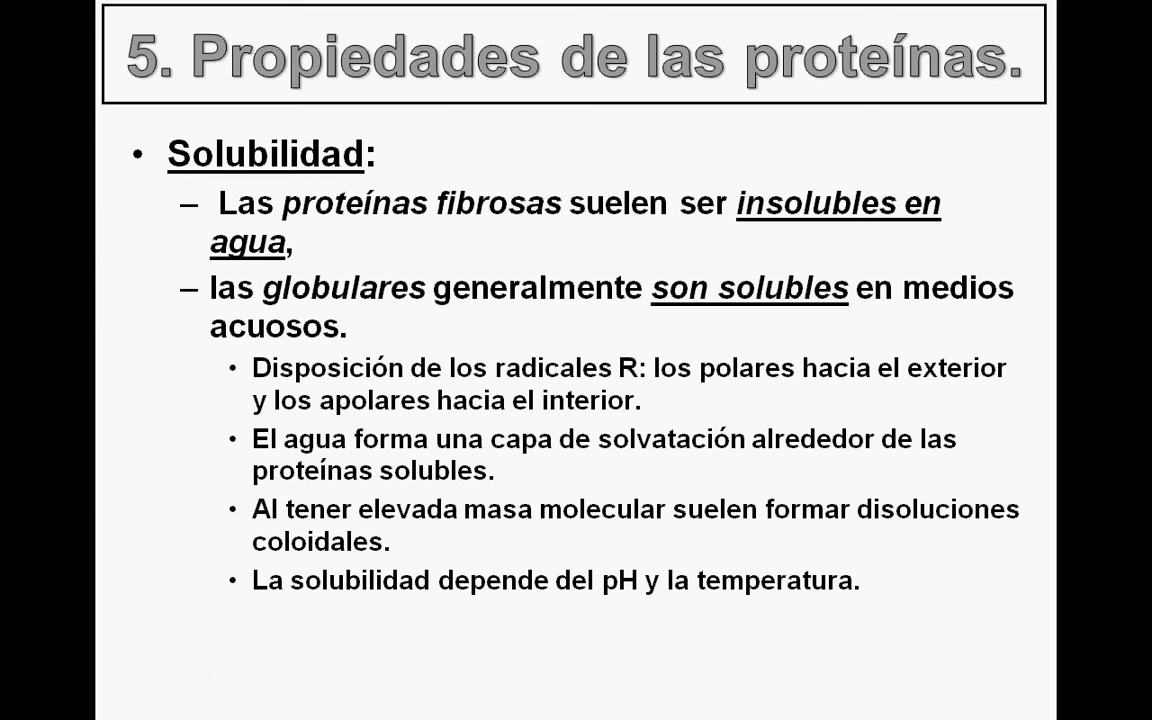 5. Propiedades de las proteínas.
• Solubilidad:
– Las proteínas fibrosas suelen ser insolubles en
agua,
– las globulares generalmente son solubles en medios
acuosos.
• Disposición de los radicales R: los polares hacia el exterior
y los apolares hacia el interior.
• El agua forma una capa de solvatación alrededor de las
proteínas solubles.
• Al tener elevada masa molecular suelen formar disoluciones
coloidales.
• La solubilidad depende del pH y la temperatura.